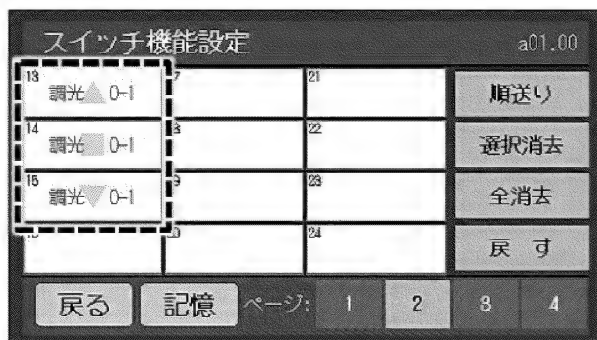 スイッチ機能設定 a01.00
13 調光▲ 0-1 7 21 順送り
14 調光■ 0-1 8 22 選択消去
15 調光▼ 0-1 9 23 全消去
24 戻 す
戻る 記憶 ページ: 1 2 3 4